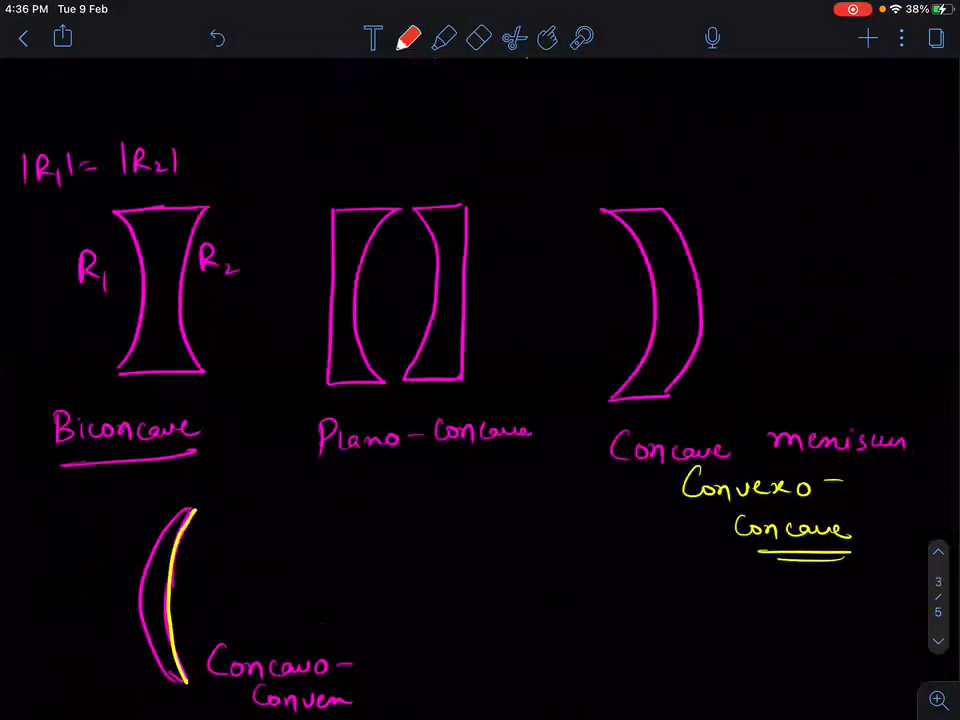 4:36 PM Tue 9 Feb
38%
|R₁| = |R₂|
R₁
R₂
Biconcave
Plano-concave
Concave meniscus
Convexo-
concave
3
/
5
Concavo-
Convex